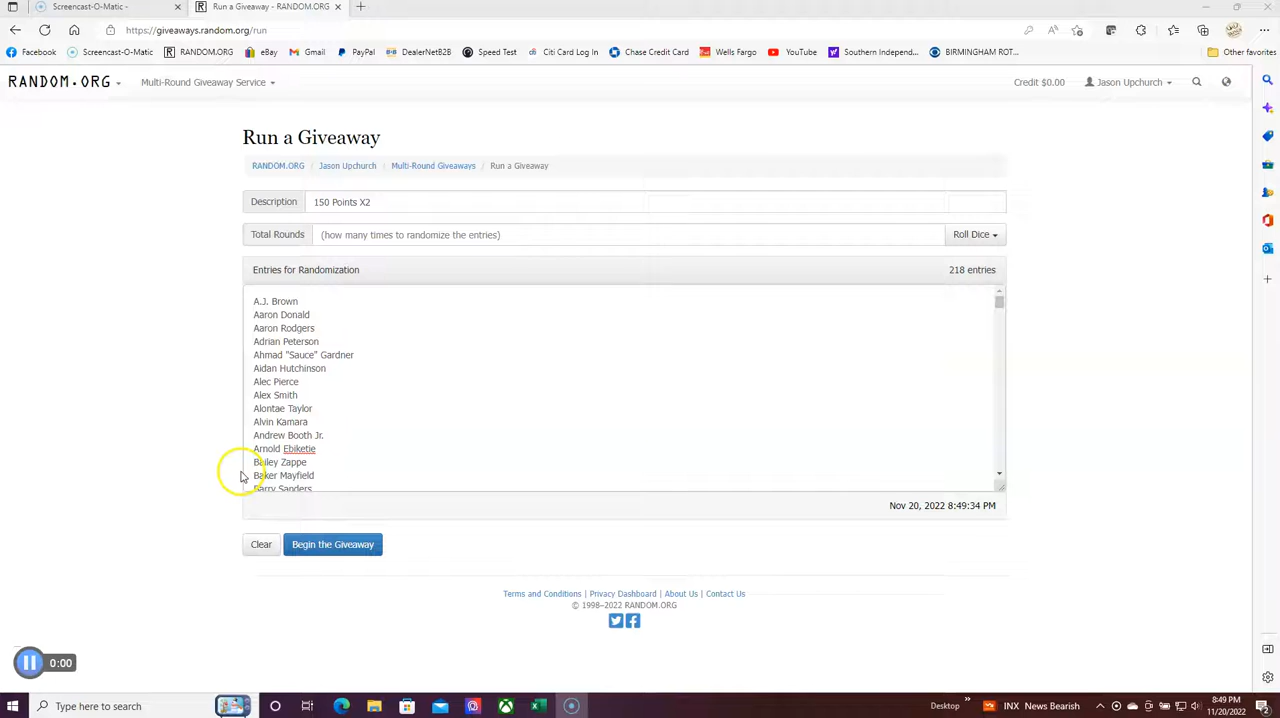 Screencast-O-Matic -
Run a Giveaway - RANDOM.ORG
https://giveaways.random.org/run
Facebook
Screencast-O-Matic
RANDOM.ORG
eBay
Gmail
PayPal
DealerNetB2B
Speed Test
Citi Card Log In
Chase Credit Card
Wells Fargo
YouTube
Southern Independ...
BIRMINGHAM ROT...
Other favorites
RANDOM.ORG
Multi-Round Giveaway Service
Credit $0.00
Jason Upchurch
Run a Giveaway
RANDOM.ORG / Jason Upchurch / Multi-Round Giveaways / Run a Giveaway
Description 150 Points X2
Total Rounds (how many times to randomize the entries) Roll Dice
Entries for Randomization 218 entries
A.J. Brown
Aaron Donald
Aaron Rodgers
Adrian Peterson
Ahmad "Sauce" Gardner
Aidan Hutchinson
Alec Pierce
Alex Smith
Alontae Taylor
Alvin Kamara
Andrew Booth Jr.
Arnold Ebiketie
Bailey Zappe
Baker Mayfield
Barry Sanders
Nov 20, 2022 8:49:34 PM
Clear Begin the Giveaway
Terms and Conditions | Privacy Dashboard | About Us | Contact Us
© 1998–2022 RANDOM.ORG
0:00
Type here to search
Desktop
INX News Bearish
8:49 PM
11/20/2022
2